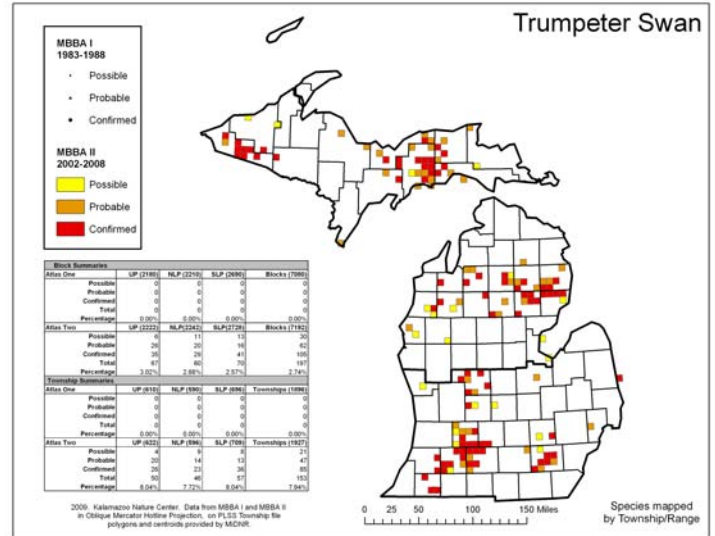 Trumpeter Swan
MBBA I
1983-1988
Possible
Probable
Confirmed
MBBA II
2002-2008
Possible
Probable
Confirmed
Block Summaries
Atlas One UP (2180) NLP (2210) SLP (2690) Blocks (7080)
Possible 0 0 0 0
Probable 0 0 0 0
Confirmed 0 0 0 0
Total 0 0 0 0
Percentage 0.00% 0.00% 0.00% 0.00%
Atlas Two UP (2222) NLP(2242) SLP(2728) Blocks (7192)
Possible 6 11 13 30
Probable 26 20 16 62
Confirmed 35 29 41 105
Total 67 60 70 197
Percentage 3.02% 2.68% 2.57% 2.74%
Township Summaries
Atlas One UP (610) NLP (590) SLP (696) Townships (1896)
Possible 0 0 0 0
Probable 0 0 0 0
Confirmed 0 0 0 0
Total 0 0 0 0
Percentage 0.00% 0.00% 0.00% 0.00%
Atlas Two UP (622) NLP (596) SLP (709) Townships (1927)
Possible 4 9 8 21
Probable 20 14 13 47
Confirmed 26 23 36 85
Total 50 46 57 153
Percentage 8.04% 7.72% 8.04% 7.94%
2009. Kalamazoo Nature Center. Data from MBBA I and MBBA II
in Oblique Mercator Hotline Projection, on PLSS Township file
polygons and centroids provided by MiDNR.
0 50 100 150 Miles
Species mapped
by Township/Range